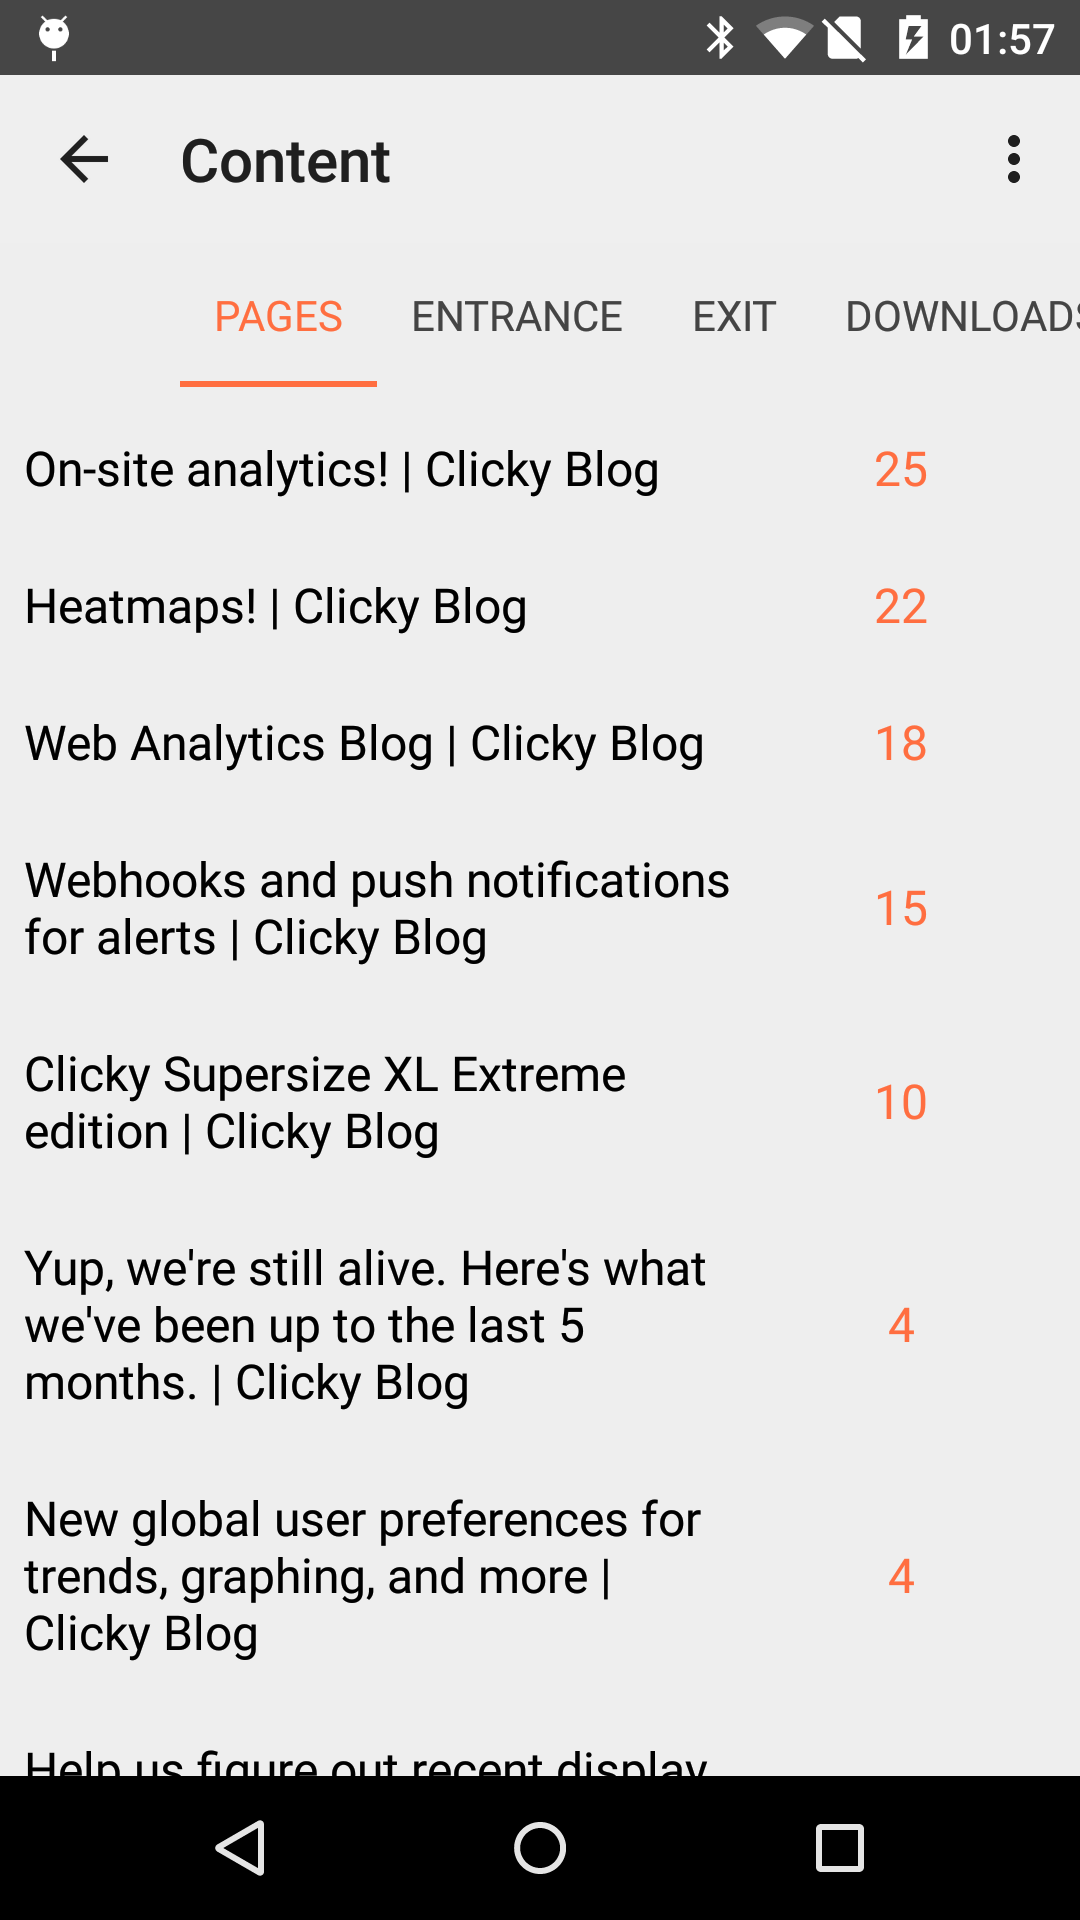 01:57
Content
PAGES ENTRANCE EXIT DOWNLOADS
On-site analytics! | Clicky Blog 25
Heatmaps! | Clicky Blog 22
Web Analytics Blog | Clicky Blog 18
Webhooks and push notifications
for alerts | Clicky Blog 15
Clicky Supersize XL Extreme
edition | Clicky Blog 10
Yup, we're still alive. Here's what
we've been up to the last 5 4
months. | Clicky Blog
New global user preferences for
trends, graphing, and more | 4
Clicky Blog
Help us figure out recent display